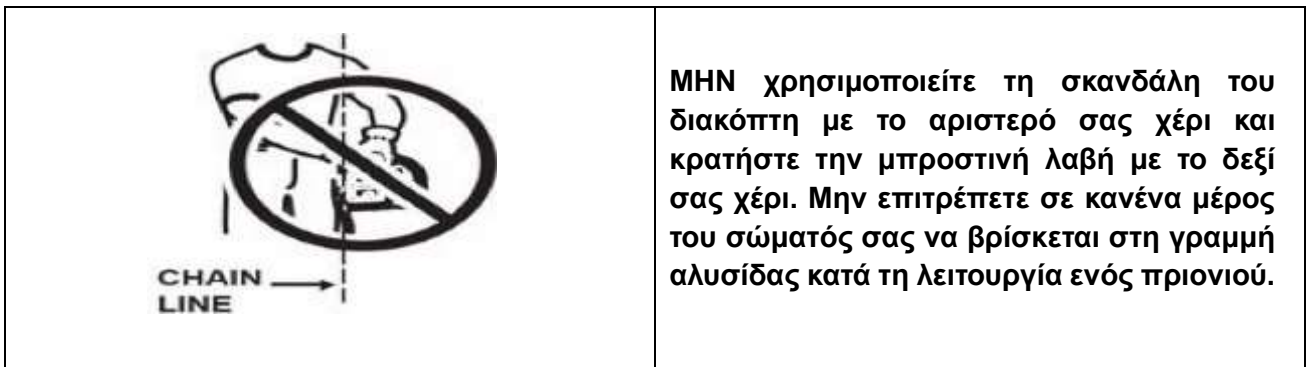 CHAIN
LINE
ΜΗΝ χρησιμοποιείτε τη σκανδάλη του
διακόπτη με το αριστερό σας χέρι και
κρατήστε την μπροστινή λαβή με το δεξί
σας χέρι. Μην επιτρέπετε σε κανένα μέρος
του σώματός σας να βρίσκεται στη γραμμή
αλυσίδας κατά τη λειτουργία ενός πριονιού.